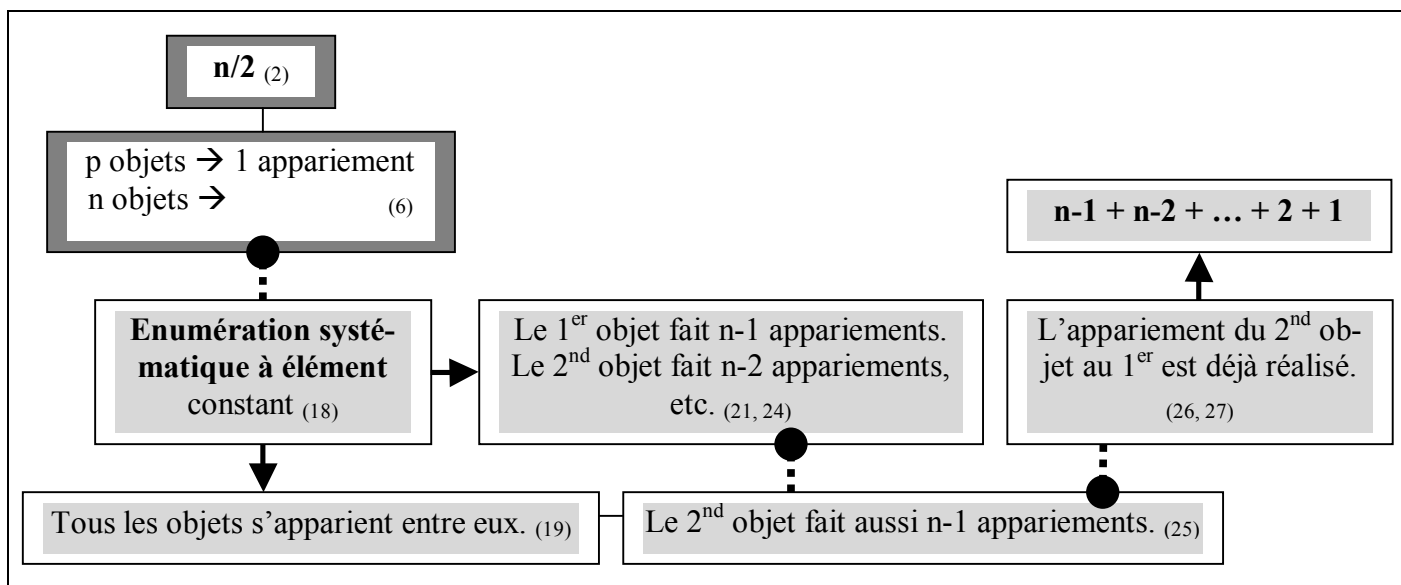 n/2 (2)
p objets → 1 appariement
n objets → (6)
n-1 + n-2 + … + 2 + 1
Enumération systé-
matique à élément
constant (18)
Le 1er objet fait n-1 appariements.
Le 2nd objet fait n-2 appariements,
etc. (21, 24)
L’appariement du 2nd ob-
jet au 1er est déjà réalisé.
(26, 27)
Tous les objets s’apparient entre eux. (19)
Le 2nd objet fait aussi n-1 appariements. (25)